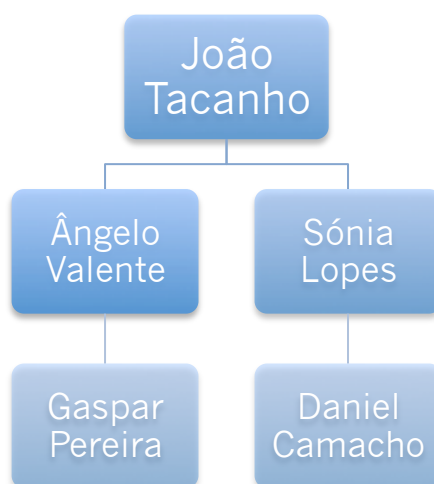 João
Tacanho
Ângelo
Valente
Sónia
Lopes
Gaspar
Pereira
Daniel
Camacho